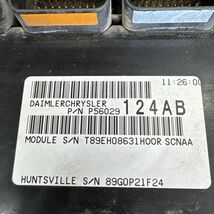 11:26:00
DAIMLERCHRYSLER
P/N P56029 124AB
MODULE S/N T89EH08631H00R SCNAA
HUNTSVILLE S/N 89G0P21F24